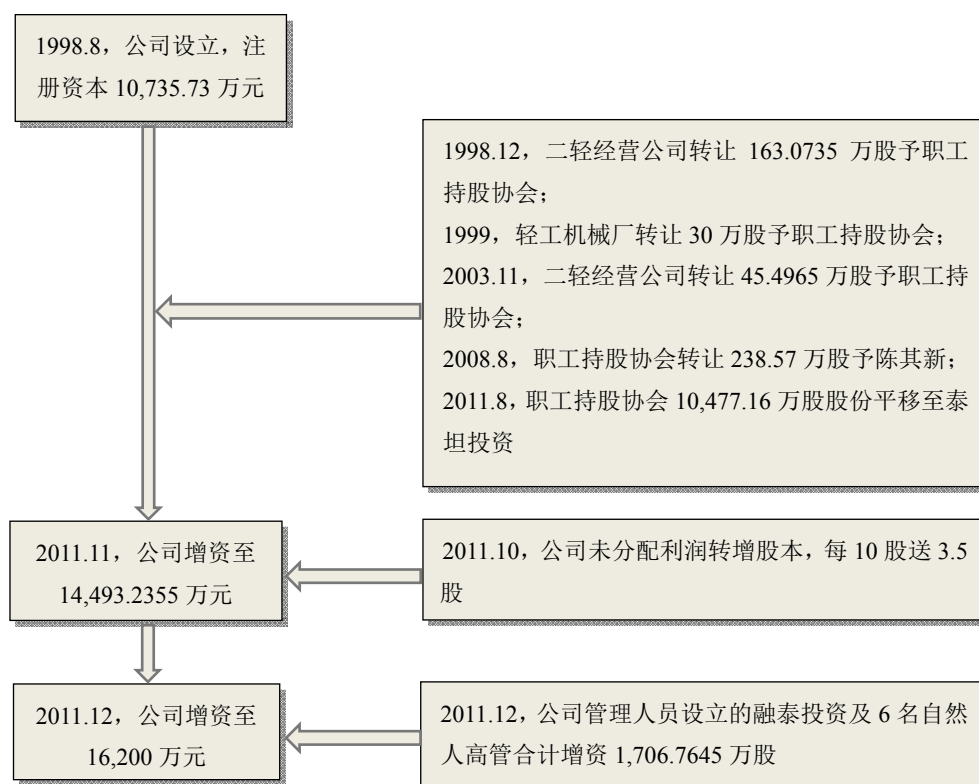 1998.8，公司设立，注
册资本 10,735.73 万元
1998.12，二轻经营公司转让 163.0735 万股予职工
持股协会；
1999，轻工机械厂转让 30 万股予职工持股协会；
2003.11，二轻经营公司转让 45.4965 万股予职工持
股协会；
2008.8，职工持股协会转让 238.57 万股予陈其新；
2011.8，职工持股协会 10,477.16 万股股份平移至泰
坦投资
2011.11，公司增资至
14,493.2355 万元
2011.10，公司未分配利润转增股本，每 10 股送 3.5
股
2011.12，公司增资至
16,200 万元
2011.12，公司管理人员设立的融泰投资及 6 名自然
人高管合计增资 1,706.7645 万股